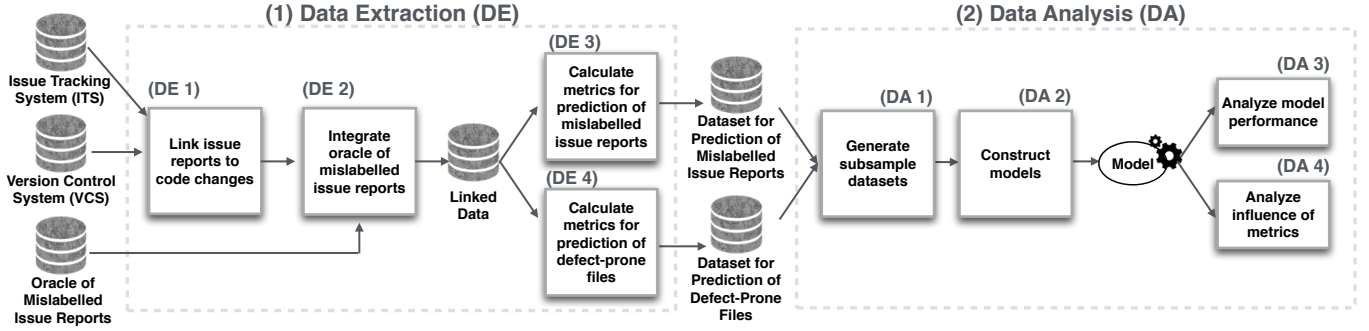 (1) Data Extraction (DE)
(2) Data Analysis (DA)
Issue Tracking
System (ITS)
Version Control
System (VCS)
Oracle of
Mislabelled
Issue Reports
(DE 1)
Link issue
reports to
code changes
(DE 2)
Integrate
oracle of
mislabelled
issue reports
Linked
Data
(DE 3)
Calculate
metrics for
prediction of
mislabelled
issue reports
(DE 4)
Calculate
metrics for
prediction of
defect-prone
files
Dataset for
Prediction of
Mislabelled
Issue Reports
Dataset for
Prediction of
Defect-Prone
Files
(DA 1)
Generate
subsample
datasets
(DA 2)
Construct
models
Model
(DA 3)
Analyze model
performance
(DA 4)
Analyze
influence of
metrics